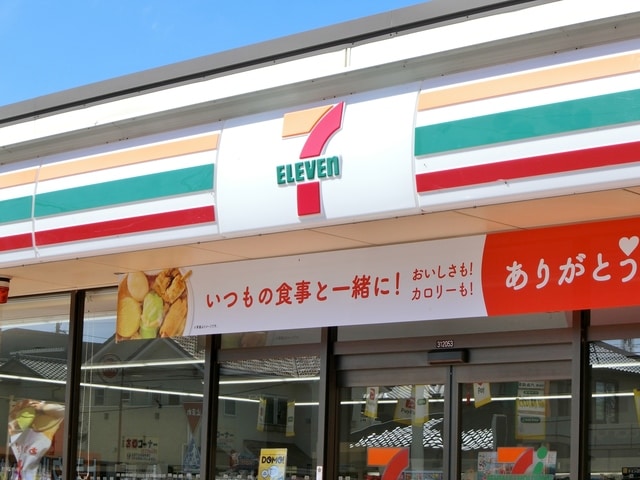 7
ELEVEN
いつもの食事と一緒に!
おいしさも!
カロリーも!
ありがとう
312053